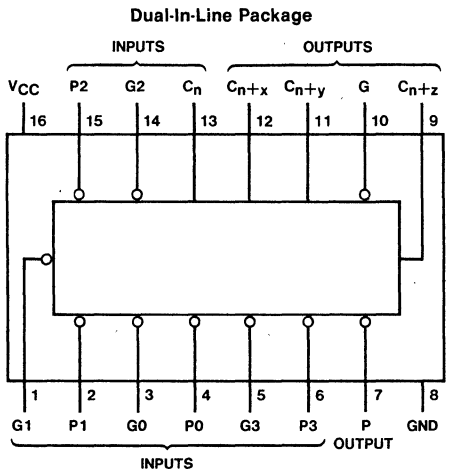 Dual-In-Line Package
INPUTS OUTPUTS
VCC P2 G2 Cn Cn+x Cn+y G Cn+z
16 15 14 13 12 11 10 9
1 2 3 4 5 6 7 8
G1 P1 G0 P0 G3 P3 P GND
OUTPUT
INPUTS